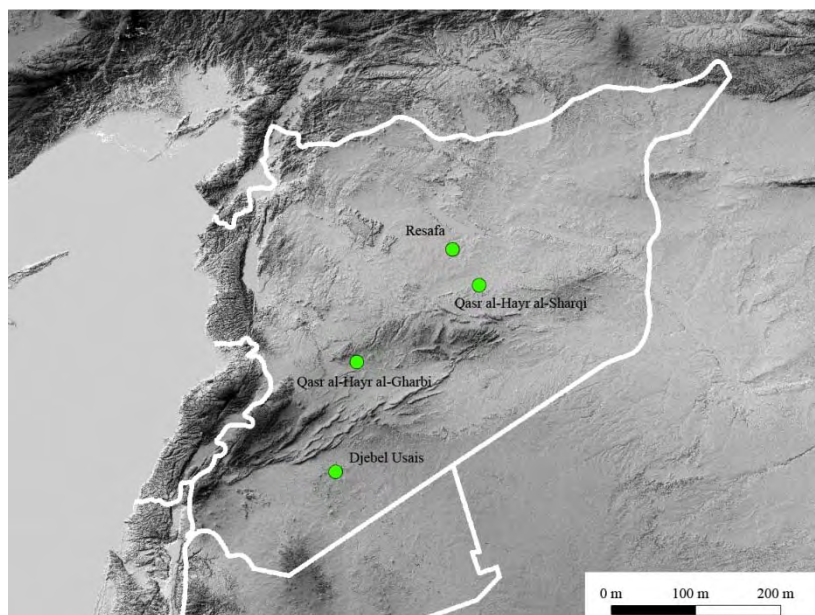 Resafa
Qasr al-Hayr al-Sharqi
Qasr al-Hayr al-Gharbi
Djebel Usais
0 m 100 m 200 m